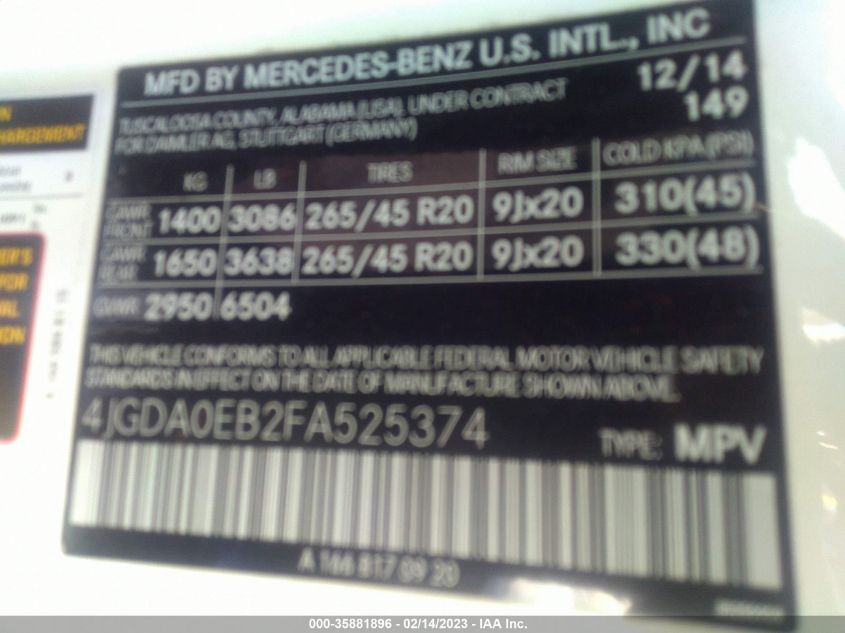 MFD BY MERCEDES-BENZ U.S. INTL., INC
TUSCALOOSA COUNTY, ALABAMA (USA), UNDER CONTRACT 12/14
FOR DAIMLER AG, STUTTGART (GERMANY) 149
KG LB TIRES RIM SIZE COLD KPA (PSI)
GAWR FRONT 1400 3086 265/45 R20 9Jx20 310(45)
GAWR REAR 1650 3638 265/45 R20 9Jx20 330(48)
GVWR 2950 6504
THIS VEHICLE CONFORMS TO ALL APPLICABLE FEDERAL MOTOR VEHICLE SAFETY
STANDARDS IN EFFECT ON THE DATE OF MANUFACTURE SHOWN ABOVE.
4JGDA0EB2FA525374 TYPE: MPV
A 166 817 09 20
000-35881896 - 02/14/2023 - IAA Inc.